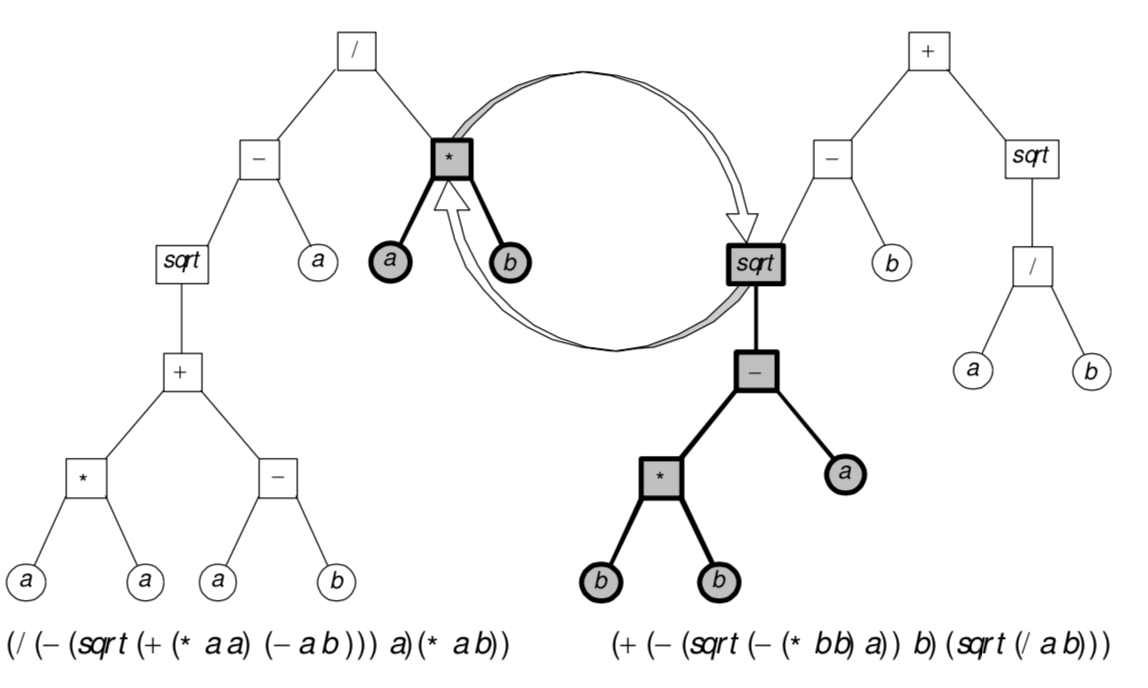 / +
− * − sqrt
sqrt a a b sqrt b /
+ − a b
* − * a
a a a b b b
(/ (− (sqrt (+ (* a a) (− a b))) a) (* a b)) (+ (− (sqrt (− (* b b) a)) b) (sqrt (/ a b)))